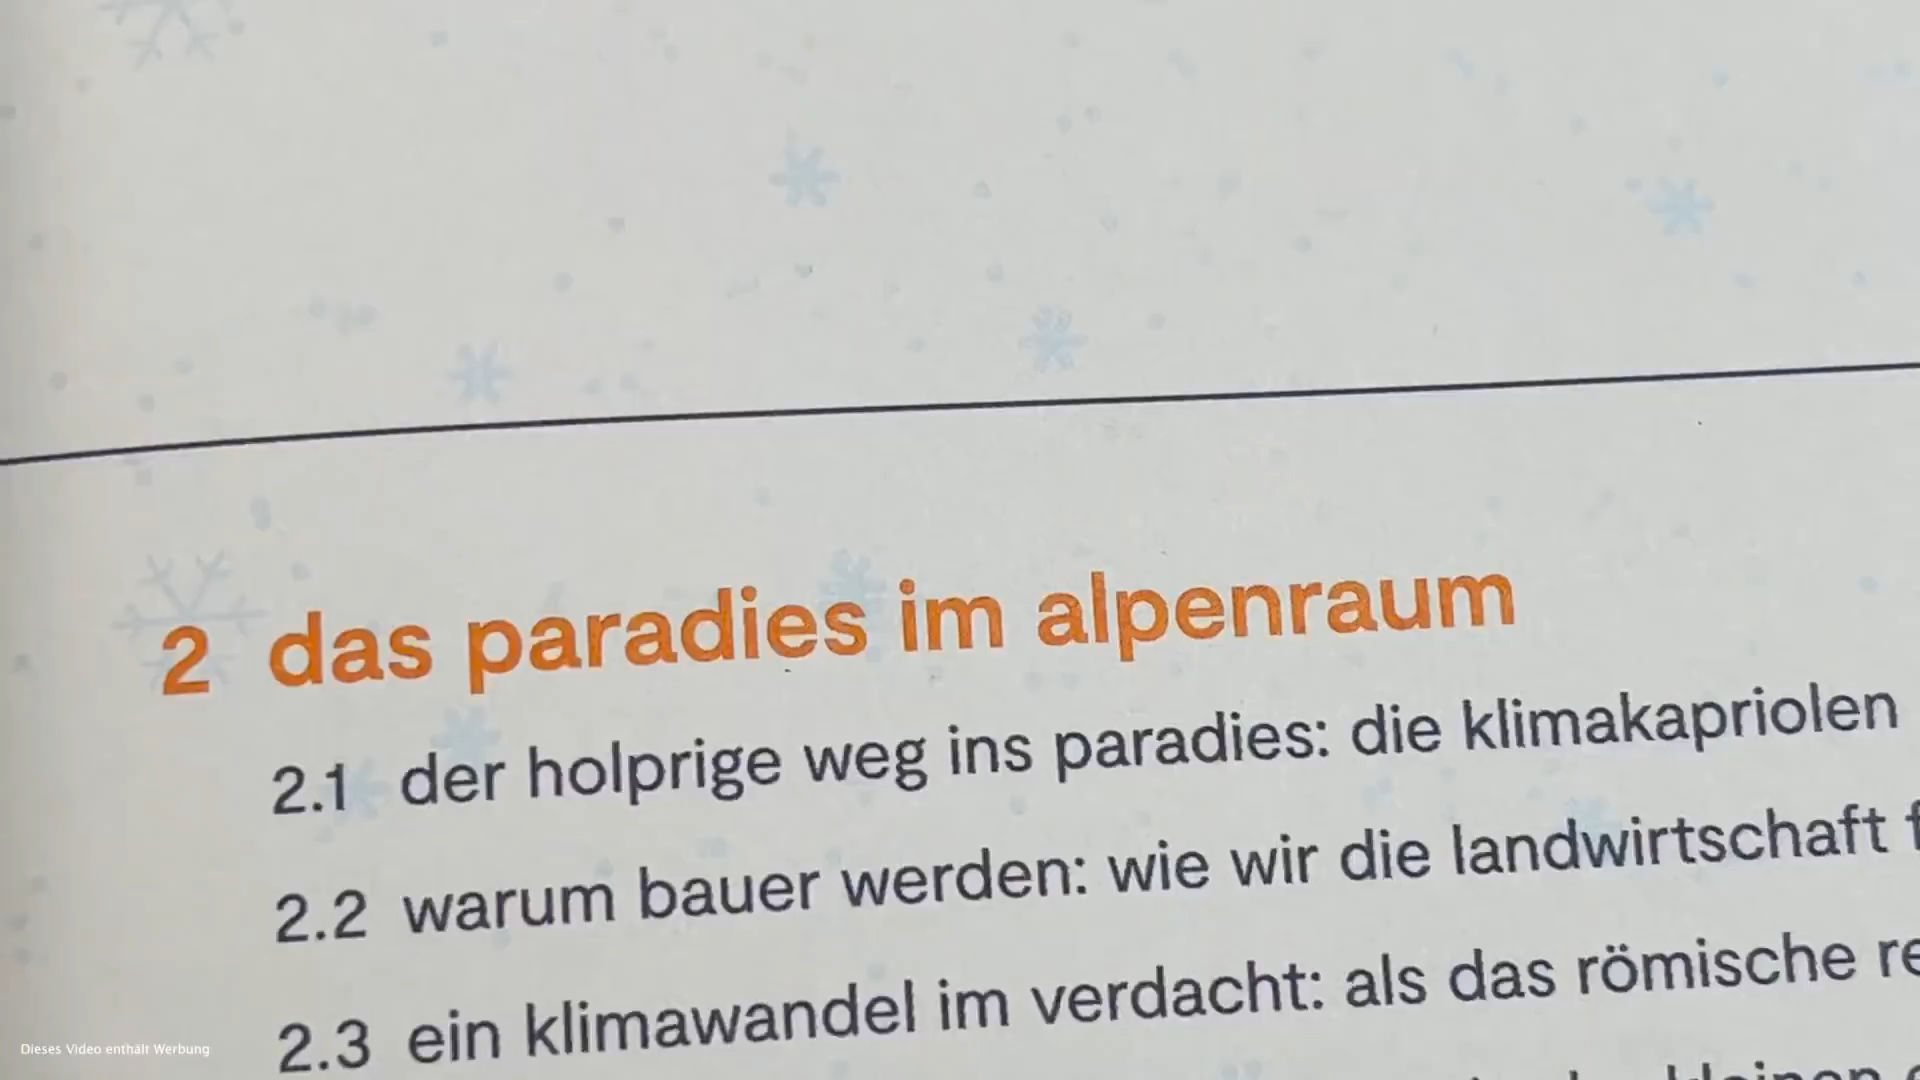 2 das paradies im alpenraum
2.1 der holprige weg ins paradies: die klimakapriolen
2.2 warum bauer werden: wie wir die landwirtschaft
2.3 ein klimawandel im verdacht: als das römische
Dieses Video enthält Werbung